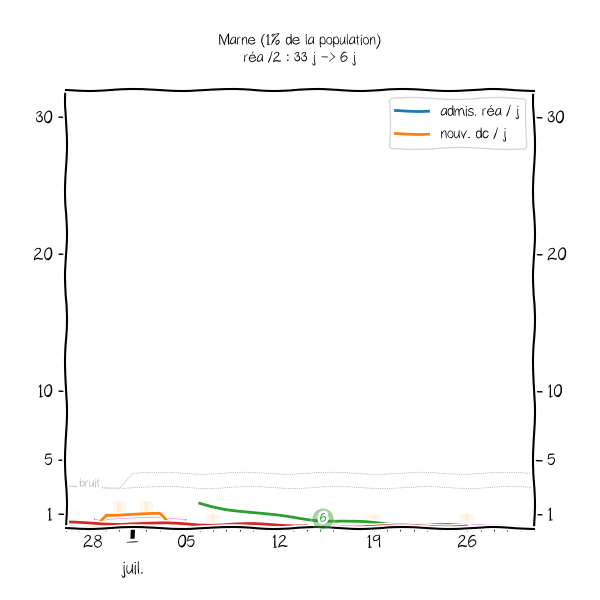 Marne (1% de la population)
réa /2 : 33 j -> 6 j
admis. réa / j
nouv. dc / j
30
30
20
20
10
10
5
5
bruit
1
1
6
28
1
05
12
19
26
juil.